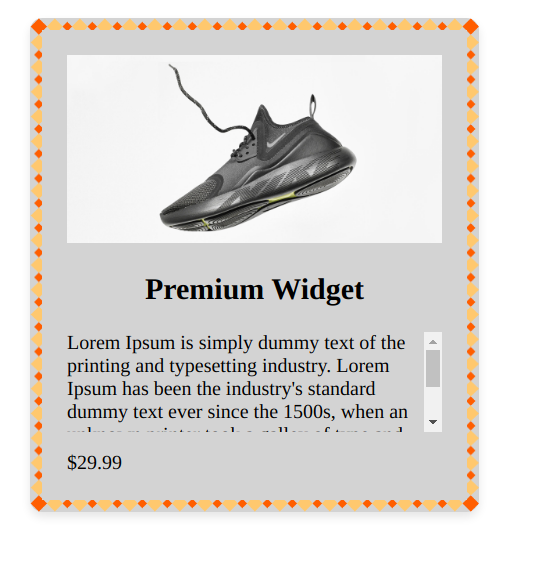 Premium Widget
Lorem Ipsum is simply dummy text of the
printing and typesetting industry. Lorem
Ipsum has been the industry's standard
dummy text ever since the 1500s, when an
$29.99